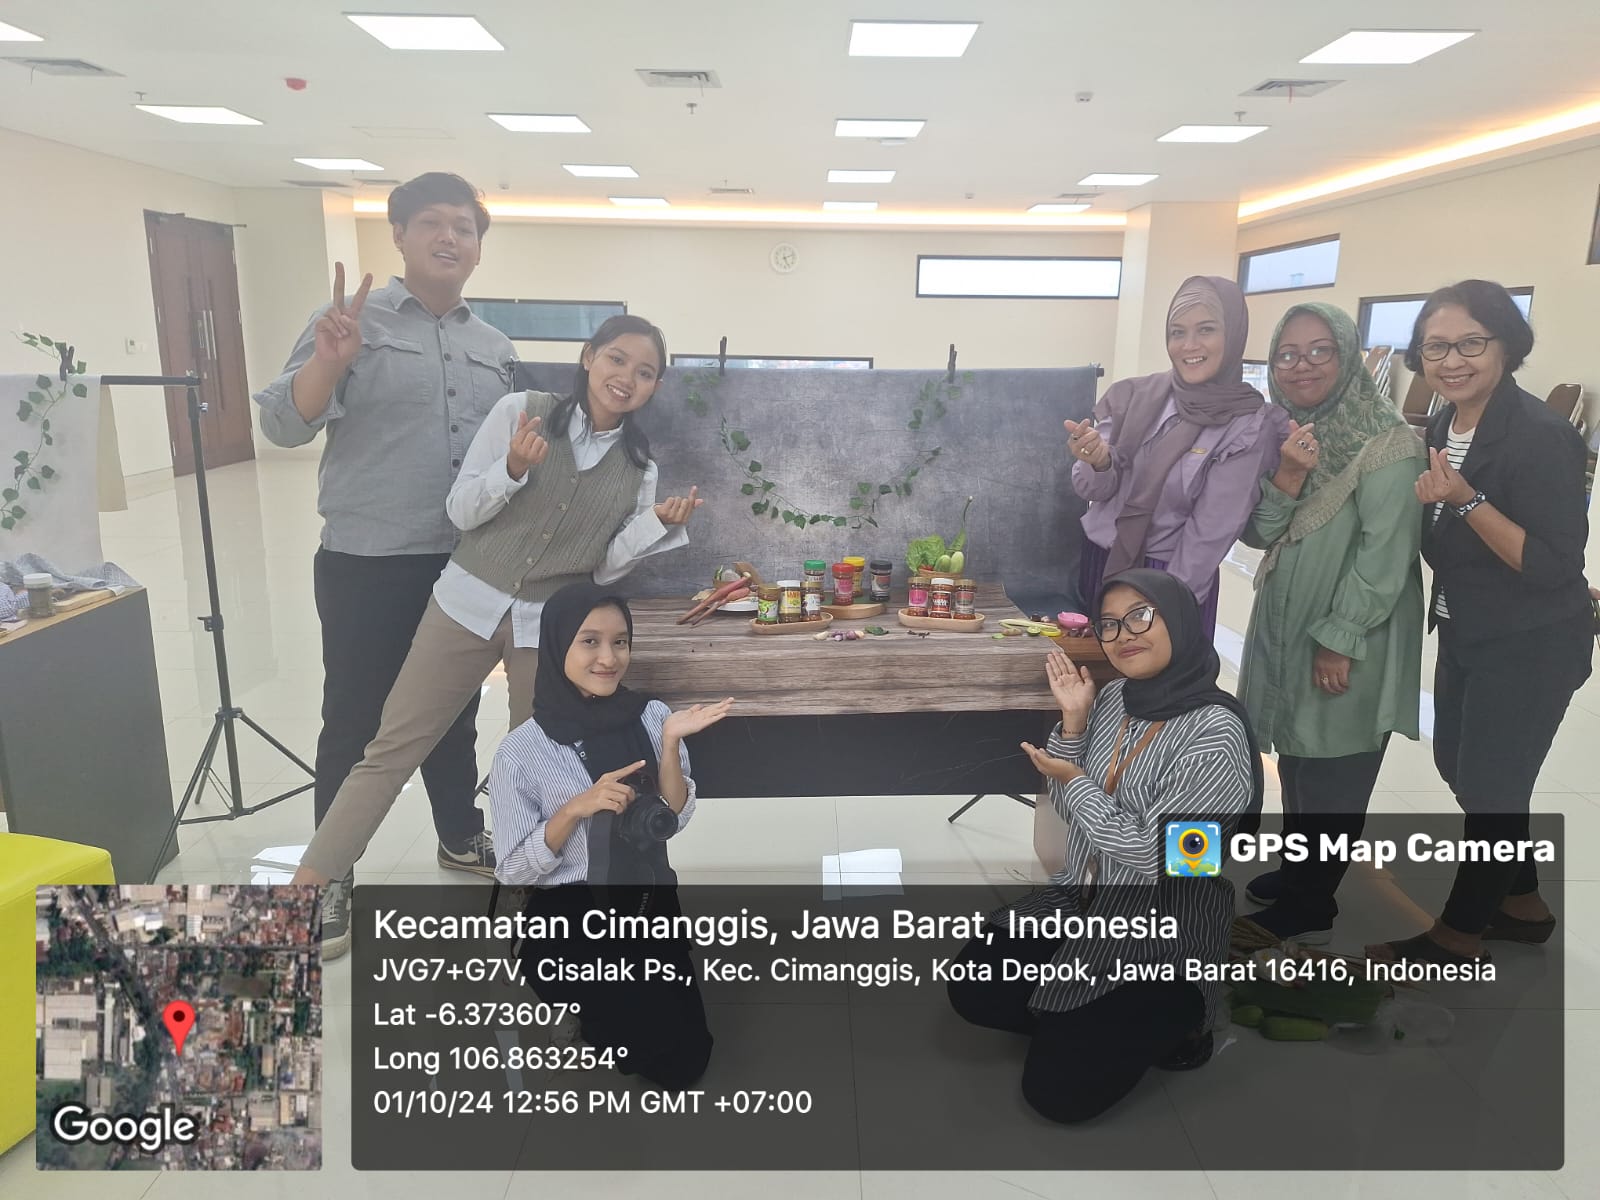 GPS Map Camera
Kecamatan Cimanggis, Jawa Barat, Indonesia
JVG7+G7V, Cisalak Ps., Kec. Cimanggis, Kota Depok, Jawa Barat 16416, Indonesia
Lat -6.373607°
Long 106.863254°
01/10/24 12:56 PM GMT +07:00
Google